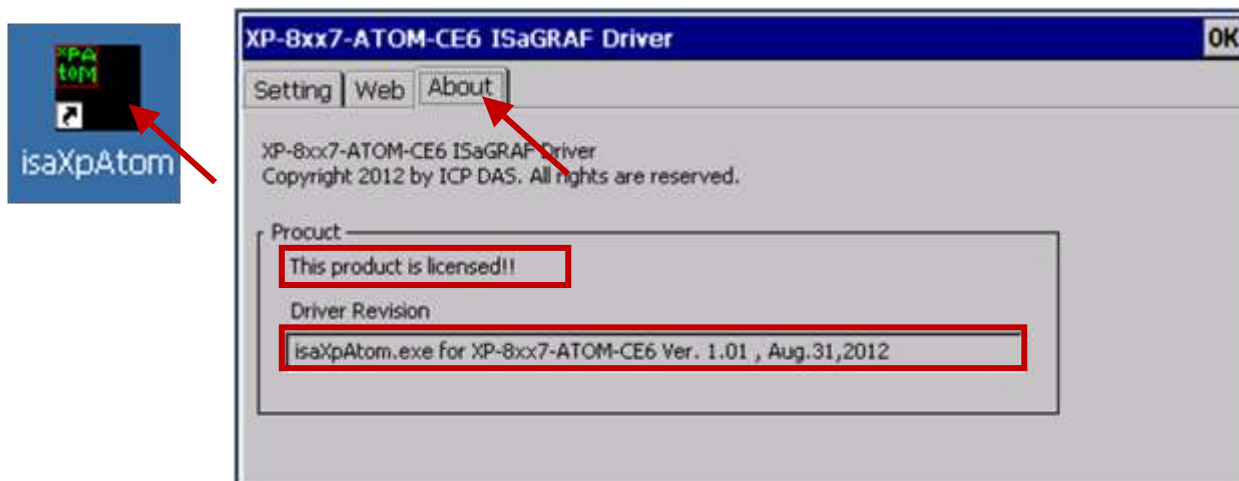 XPA
toM
isaXpAtom
XP-8xx7-ATOM-CE6 ISaGRAF Driver
OK
Setting Web About
XP-8xx7-ATOM-CE6 ISaGRAF Driver
Copyright 2012 by ICP DAS. All rights are reserved.
Procuct
This product is licensed!!
Driver Revision
isaXpAtom.exe for XP-8xx7-ATOM-CE6 Ver. 1.01 , Aug.31,2012